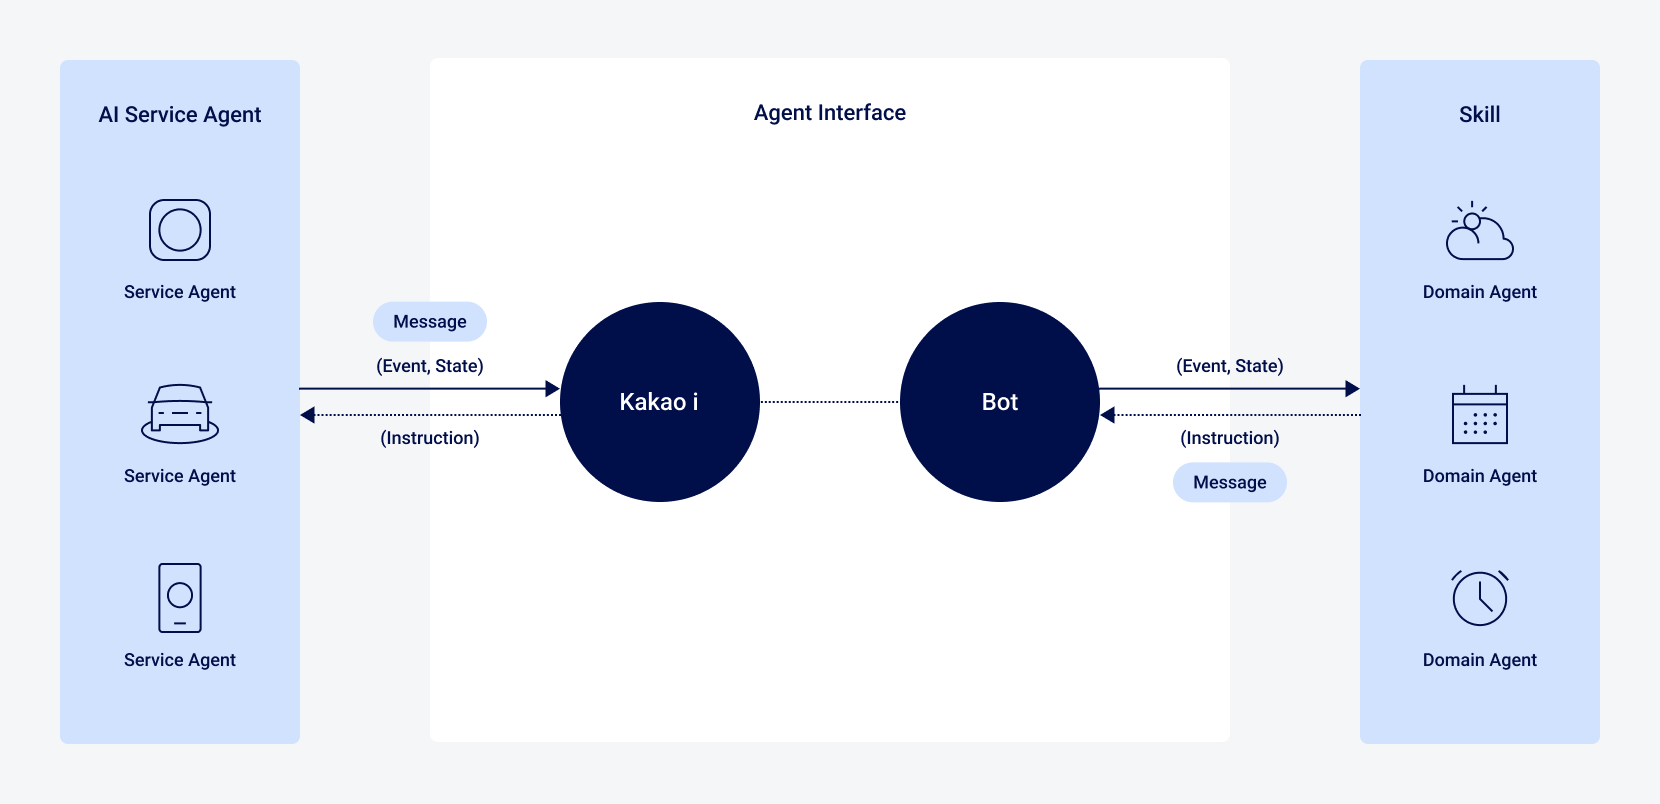 AI Service Agent
Service Agent
Service Agent
Service Agent
Agent Interface
Message
(Event, State)
(Instruction)
Kakao i
Bot
(Event, State)
(Instruction)
Message
Skill
Domain Agent
Domain Agent
Domain Agent